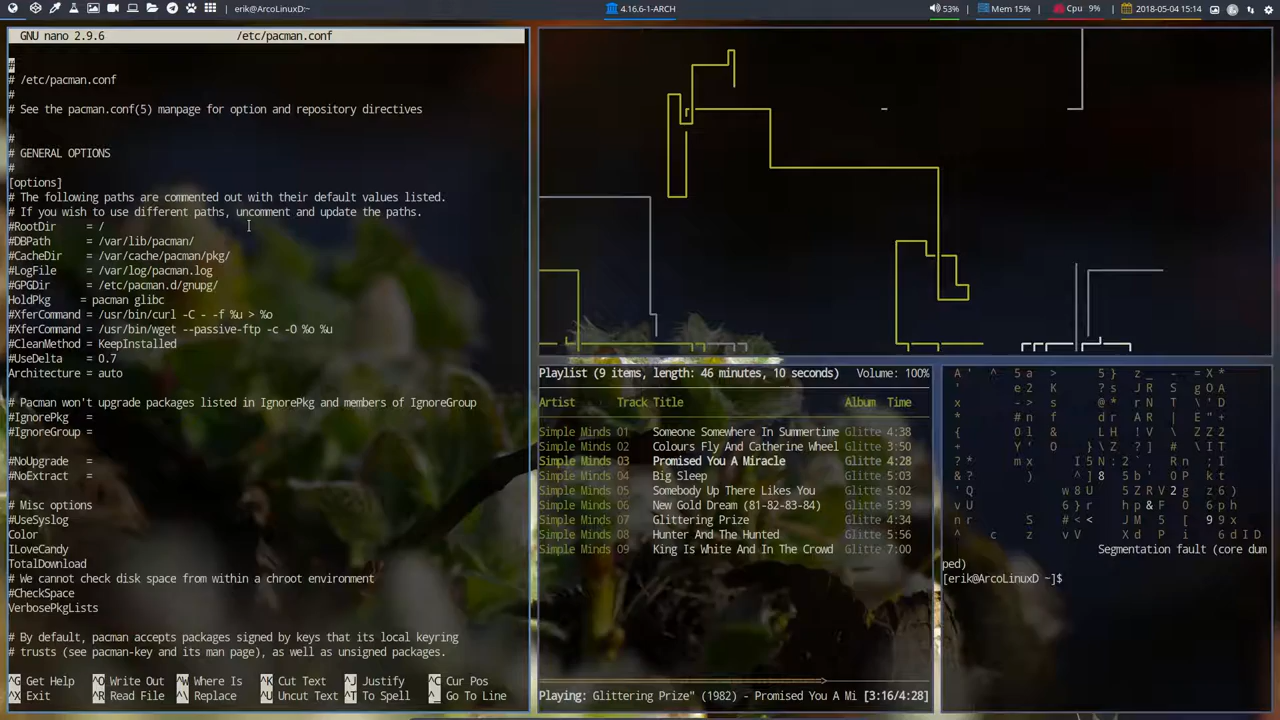 erik@ArcoLinuxD:~
4.16.6-1-ARCH
53%
Mem 15%
Cpu 9%
2018-05-04 15:14
GNU nano 2.9.6 /etc/pacman.conf
#
# /etc/pacman.conf
#
# See the pacman.conf(5) manpage for option and repository directives
#
# GENERAL OPTIONS
#
[options]
# The following paths are commented out with their default values listed.
# If you wish to use different paths, uncomment and update the paths.
#RootDir = /
#DBPath = /var/lib/pacman/
#CacheDir = /var/cache/pacman/pkg/
#LogFile = /var/log/pacman.log
#GPGDir = /etc/pacman.d/gnupg/
HoldPkg = pacman glibc
#XferCommand = /usr/bin/curl -C - -f %u > %o
#XferCommand = /usr/bin/wget --passive-ftp -c -O %o %u
#CleanMethod = KeepInstalled
#UseDelta = 0.7
Architecture = auto
# Pacman won't upgrade packages listed in IgnorePkg and members of IgnoreGroup
#IgnorePkg =
#IgnoreGroup =
#NoUpgrade =
#NoExtract =
# Misc options
#UseSyslog
Color
ILoveCandy
TotalDownload
# We cannot check disk space from within a chroot environment
#CheckSpace
VerbosePkgLists
# By default, pacman accepts packages signed by keys that its local keyring
# trusts (see pacman-key and its man page), as well as unsigned packages.
^G Get Help ^O Write Out ^W Where Is ^K Cut Text ^J Justify ^C Cur Pos
^X Exit ^R Read File ^\ Replace ^U Uncut Text ^T To Spell ^_ Go To Line
Playlist (9 items, length: 46 minutes, 10 seconds) Volume: 100%
Artist Track Title Album Time
Simple Minds 01 Someone Somewhere In Summertime Glitte 4:38
Simple Minds 02 Colours Fly And Catherine Wheel Glitte 3:50
Simple Minds 03 Promised You A Miracle Glitte 4:28
Simple Minds 04 Big Sleep Glitte 5:03
Simple Minds 05 Somebody Up There Likes You Glitte 5:02
Simple Minds 06 New Gold Dream (81-82-83-84) Glitte 5:39
Simple Minds 07 Glittering Prize Glitte 4:34
Simple Minds 08 Hunter And The Hunted Glitte 5:56
Simple Minds 09 King Is White And In The Crowd Glitte 7:00
Playing: Glittering Prize" (1982) - Promised You A Mi [3:16/4:28]
Segmentation fault (core dum
ped)
[erik@ArcoLinuxD ~]$